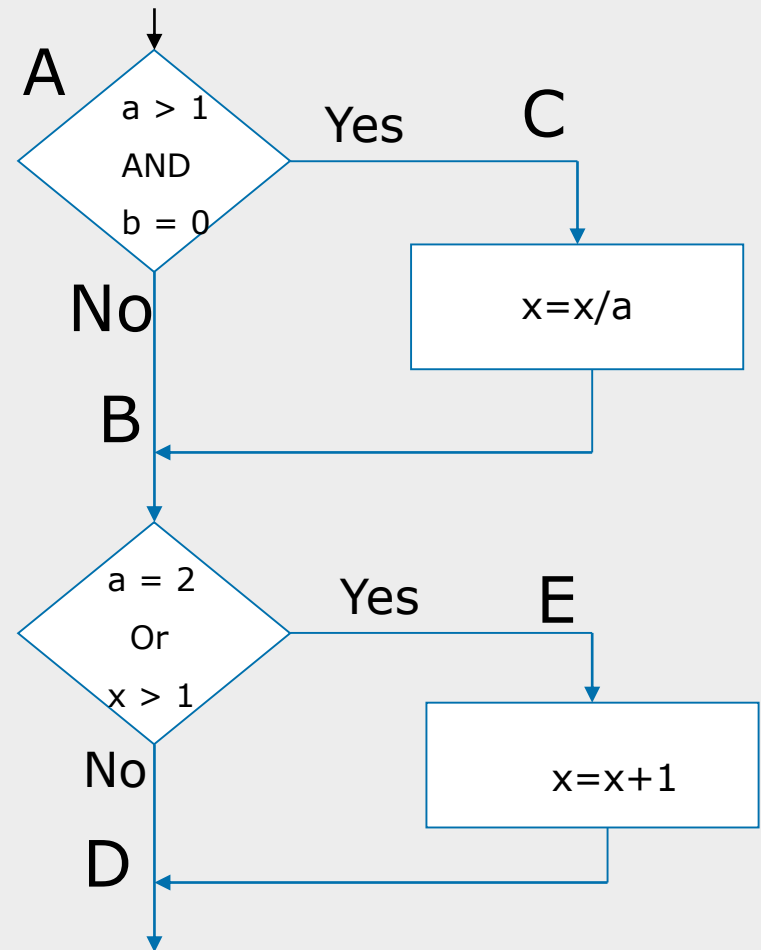 A
a > 1
AND
b = 0
Yes
C
x=x/a
No
B
a = 2
Or
x > 1
Yes
E
x=x+1
No
D